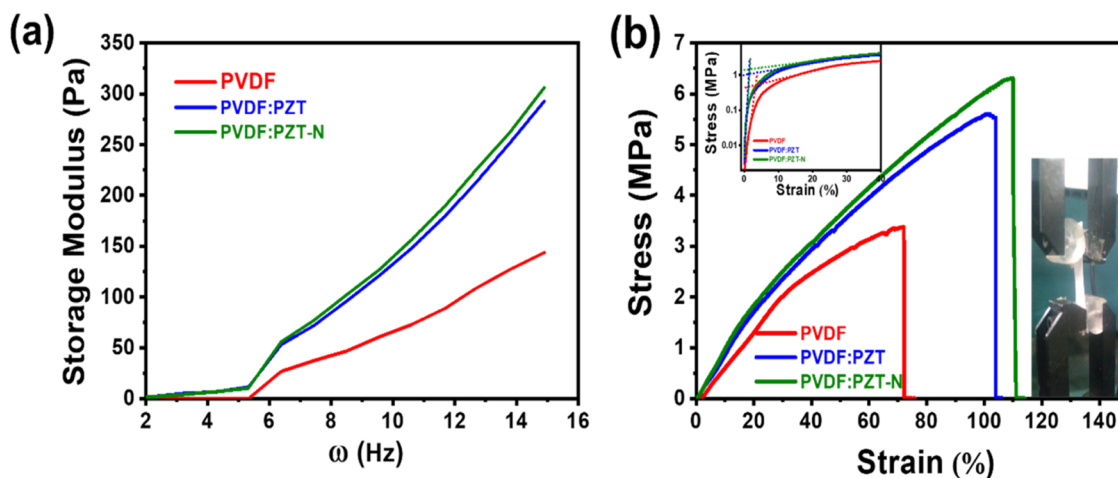 (a)
350
300
250
200
150
100
50
0
Storage Modulus (Pa)
PVDF
PVDF:PZT
PVDF:PZT-N
2 4 6 8 10 12 14 16
ω (Hz)
(b)
7
6
5
4
3
2
1
0
Stress (MPa)
1
0.1
0.01
Stress (MPa)
PVDF
PVDF:PZT
PVDF:PZT-N
0 10 20 30 40
Strain (%)
PVDF
PVDF:PZT
PVDF:PZT-N
0 20 40 60 80 100 120 140
Strain (%)